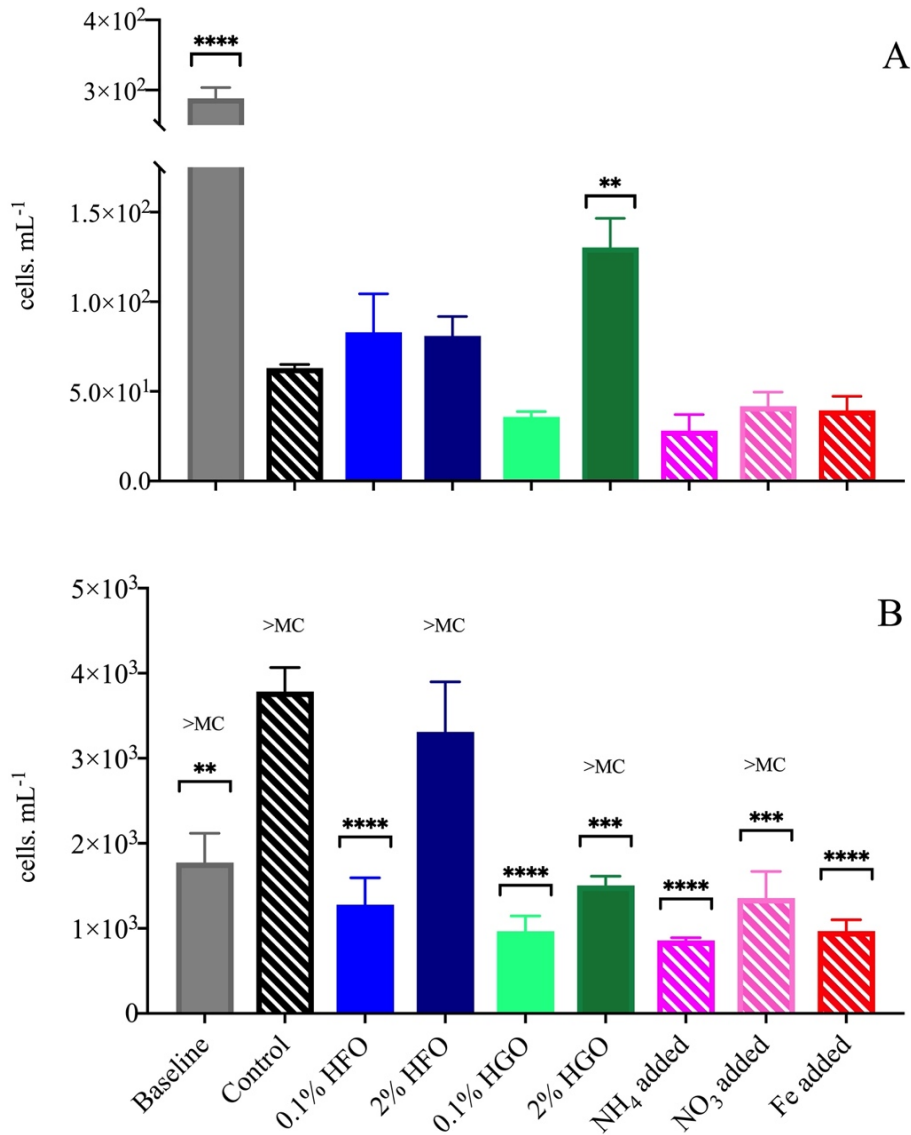 A
cells. mL⁻¹
4×10²
3×10²
1.5×10²
1.0×10²
5.0×10¹
0.0
****
**
B
cells. mL⁻¹
5×10³
4×10³
3×10³
2×10³
1×10³
0
>MC
**
>MC
****
>MC
****
>MC
***
****
>MC
***
****
Baseline
Control
0.1% HFO
2% HFO
0.1% HGO
2% HGO
NH₄ added
NO₃ added
Fe added